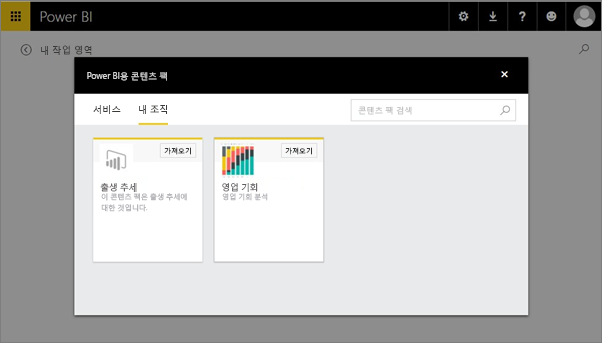 Power BI
?
내 작업 영역
Power BI용 콘텐츠 팩
서비스 내 조직
콘텐츠 팩 검색
가져오기 가져오기
출생 추세
이 콘텐츠 팩은 출생 추세에
대한 것입니다.
영업 기회
영업 기회 분석